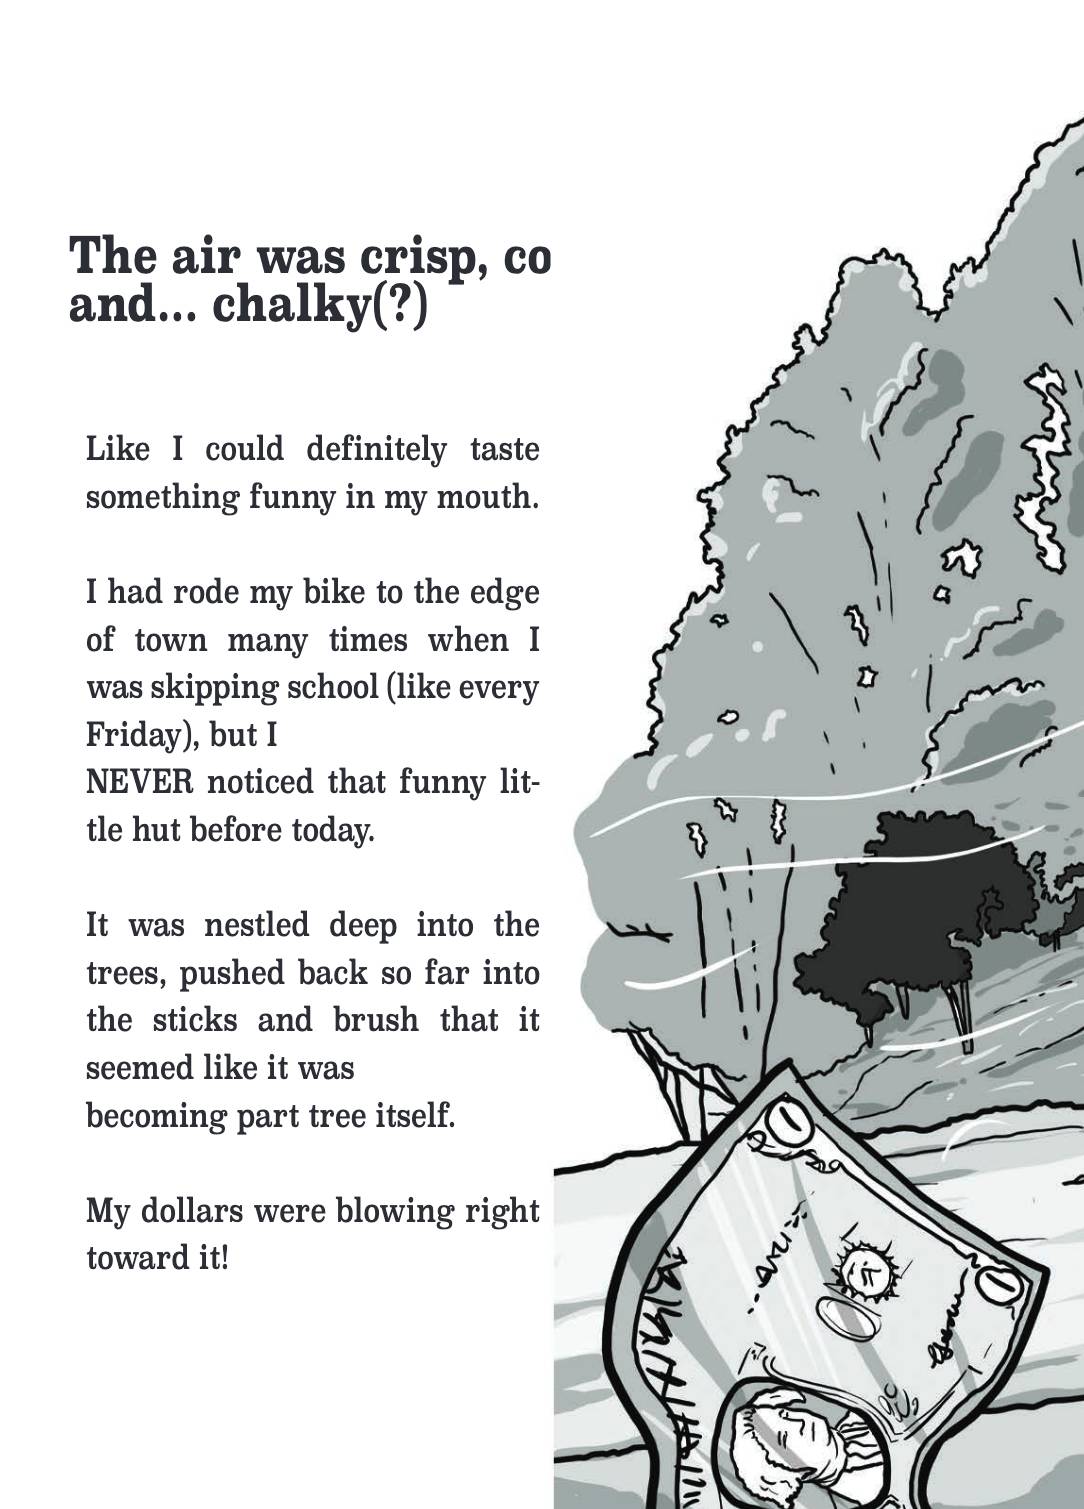 The air was crisp, co
and... chalky(?)
Like I could definitely taste
something funny in my mouth.
I had rode my bike to the edge
of town many times when I
was skipping school (like every
Friday), but I
NEVER noticed that funny lit-
tle hut before today.
It was nestled deep into the
trees, pushed back so far into
the sticks and brush that it
seemed like it was
becoming part tree itself.
My dollars were blowing right
toward it!